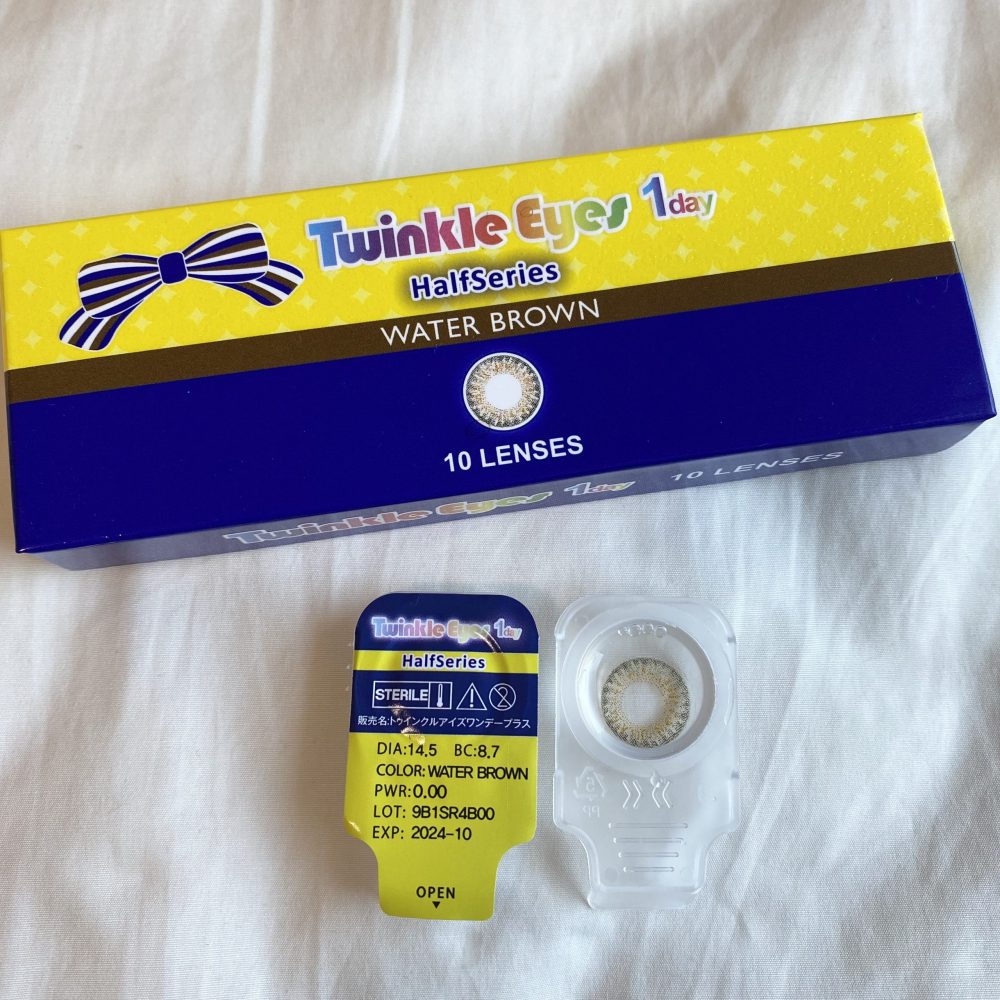 Twinkle Eyes 1day
HalfSeries
WATER BROWN
10 LENSES
Twinkle Eyes 1day 10 LENSES
Twinkle Eyes 1day
HalfSeries
STERILE
販売名:トゥインクルアイズワンデープラス
DIA:14.5 BC:8.7
COLOR: WATER BROWN
PWR:0.00
LOT: 9B1SR4B00
EXP: 2024-10
OPEN
5
PP